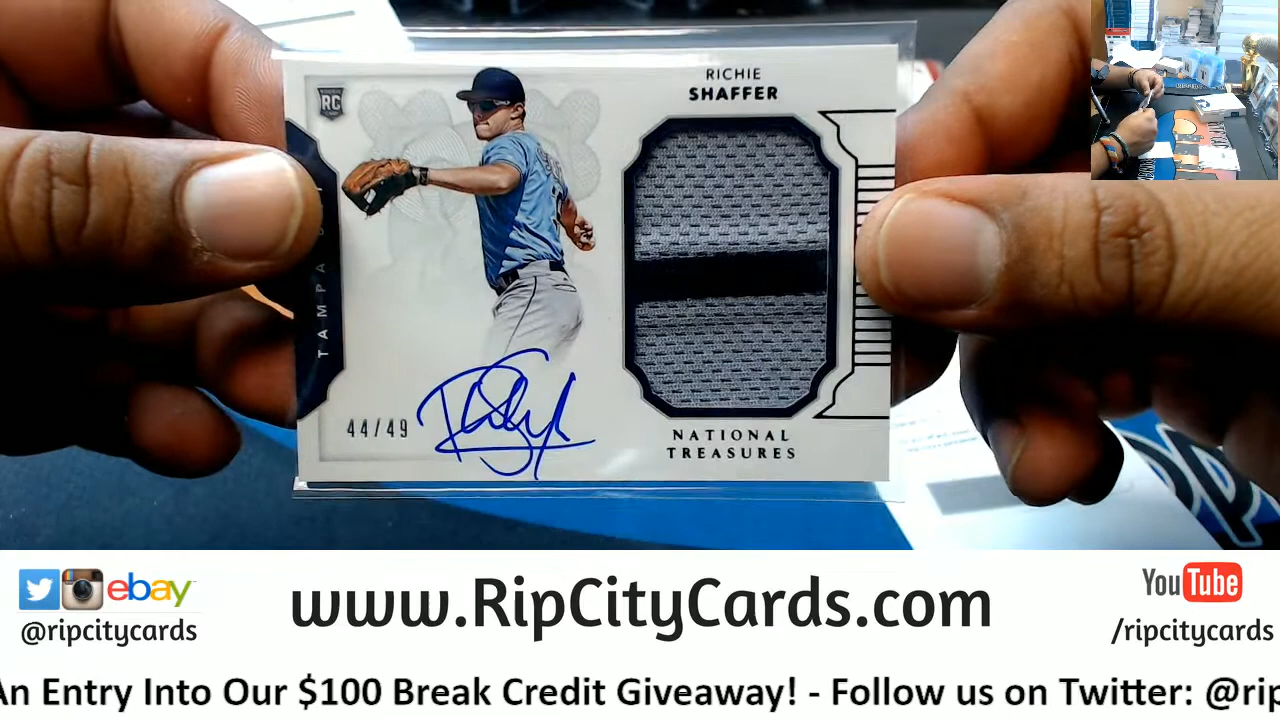 RC
RICHIE
SHAFFER
TAMPA
44/49
NATIONAL
TREASURES
ebay
@ripcitycards
www.RipCityCards.com
YouTube
/ripcitycards
An Entry Into Our $100 Break Credit Giveaway! - Follow us on Twitter: @rip